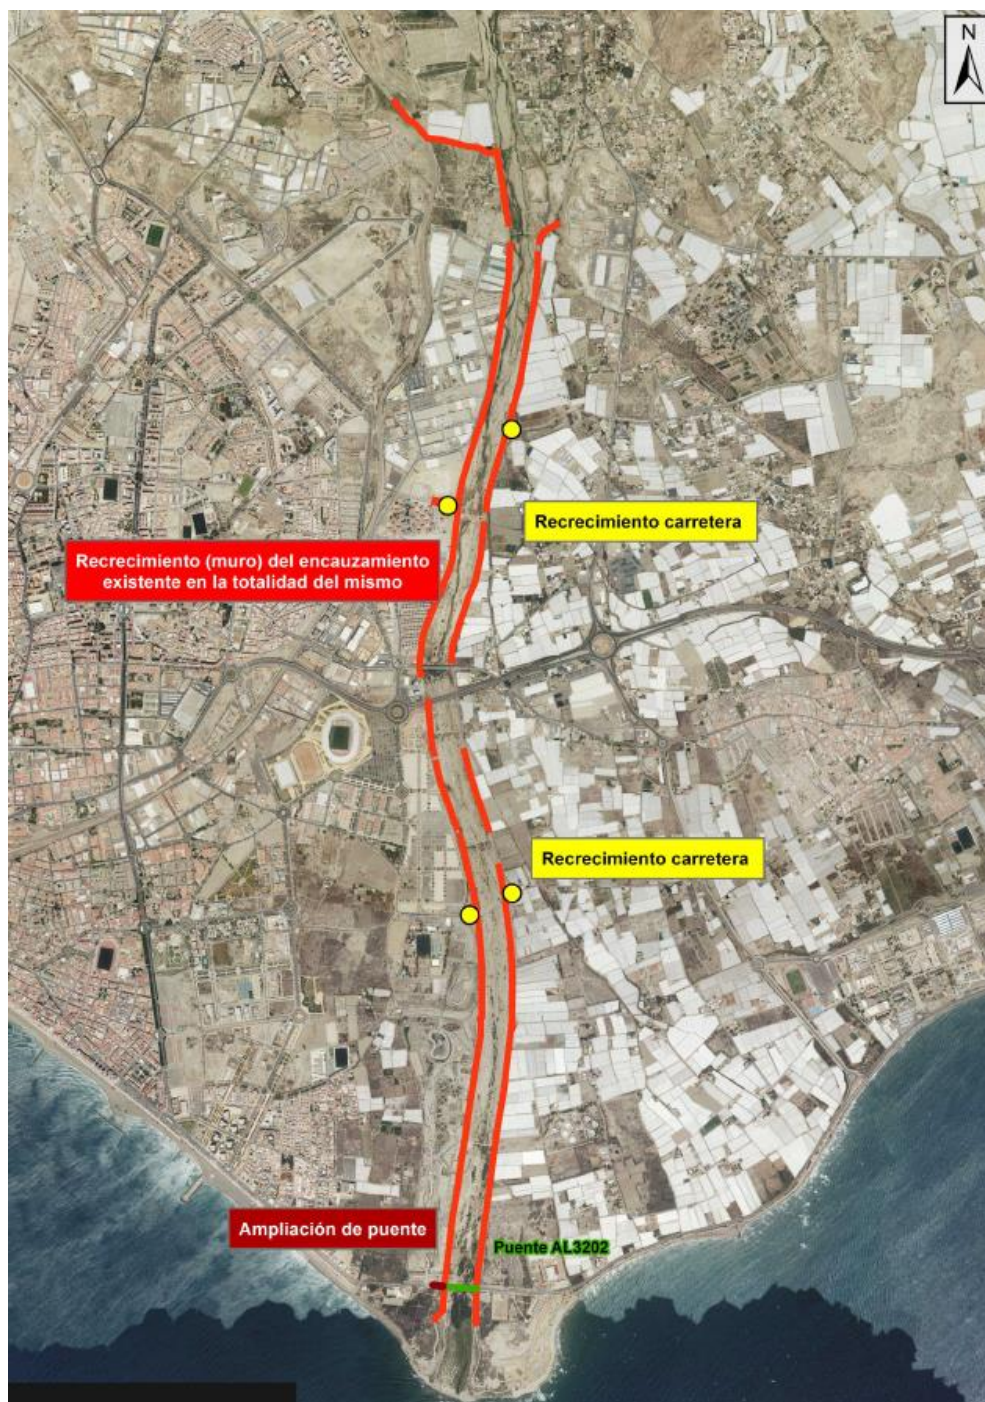 N
Recrecimiento carretera
Recrecimiento (muro) del encauzamiento
existente en la totalidad del mismo
Recrecimiento carretera
Ampliación de puente
Puente AL3202